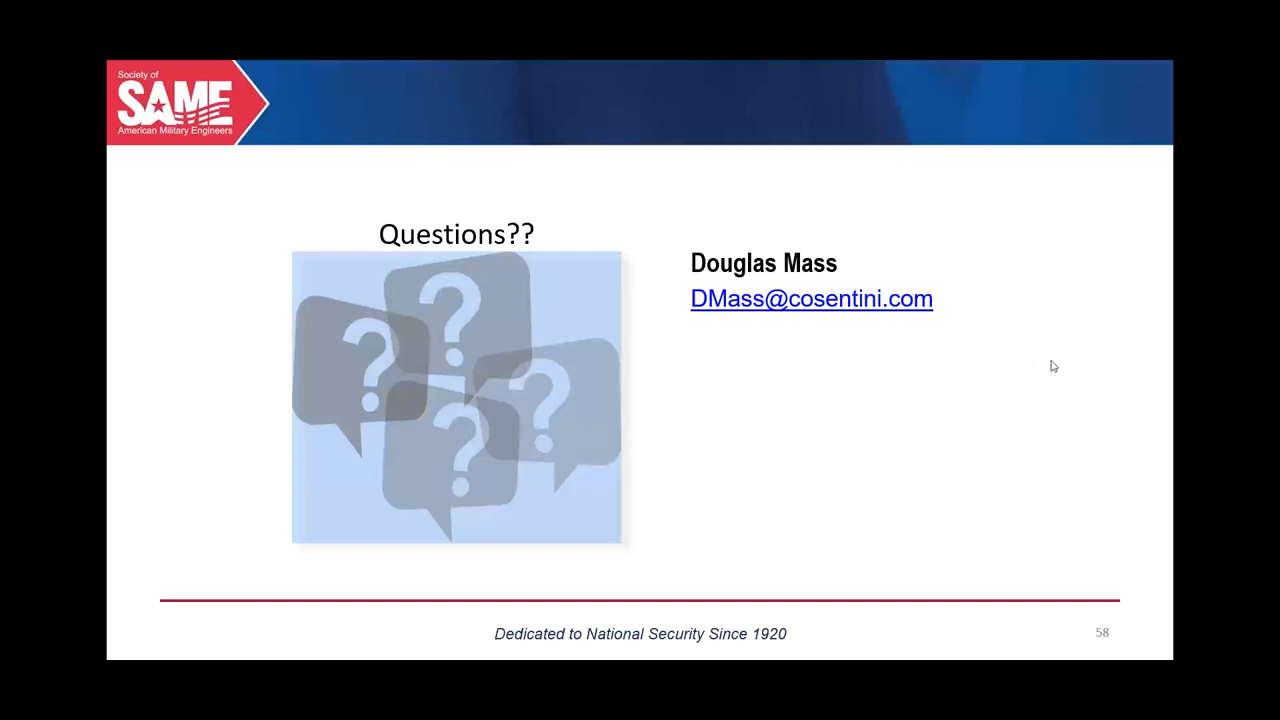 Society of
SAME
American Military Engineers
Questions??
?
?
?
?
Douglas Mass
DMass@cosentini.com
Dedicated to National Security Since 1920
58